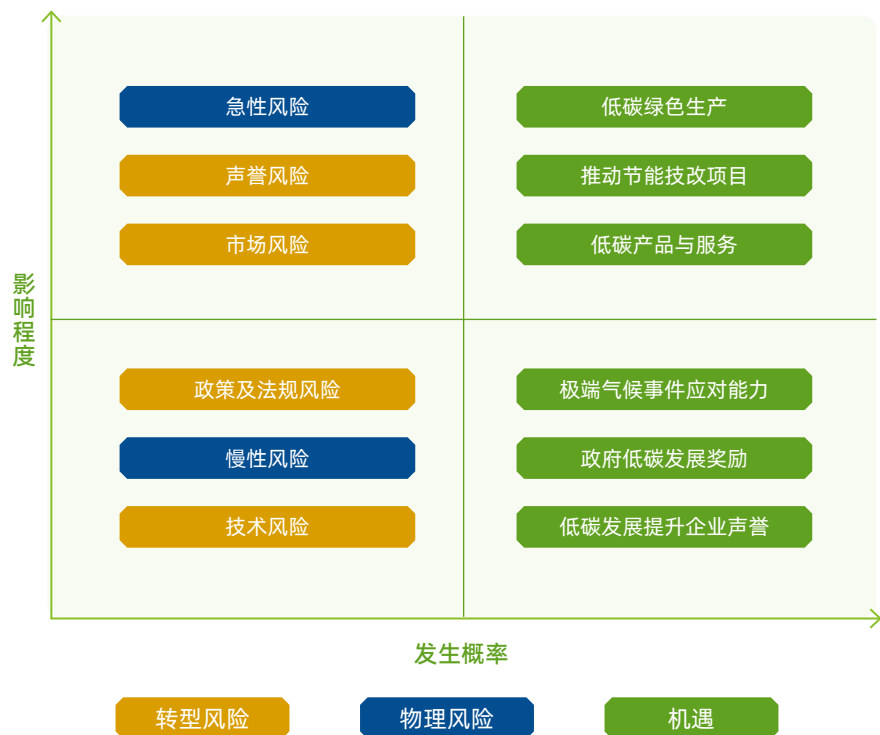 急性风险
低碳绿色生产
声誉风险
推动节能技改项目
市场风险
低碳产品与服务
影响程度
政策及法规风险
极端气候事件应对能力
慢性风险
政府低碳发展奖励
技术风险
低碳发展提升企业声誉
发生概率
转型风险
物理风险
机遇